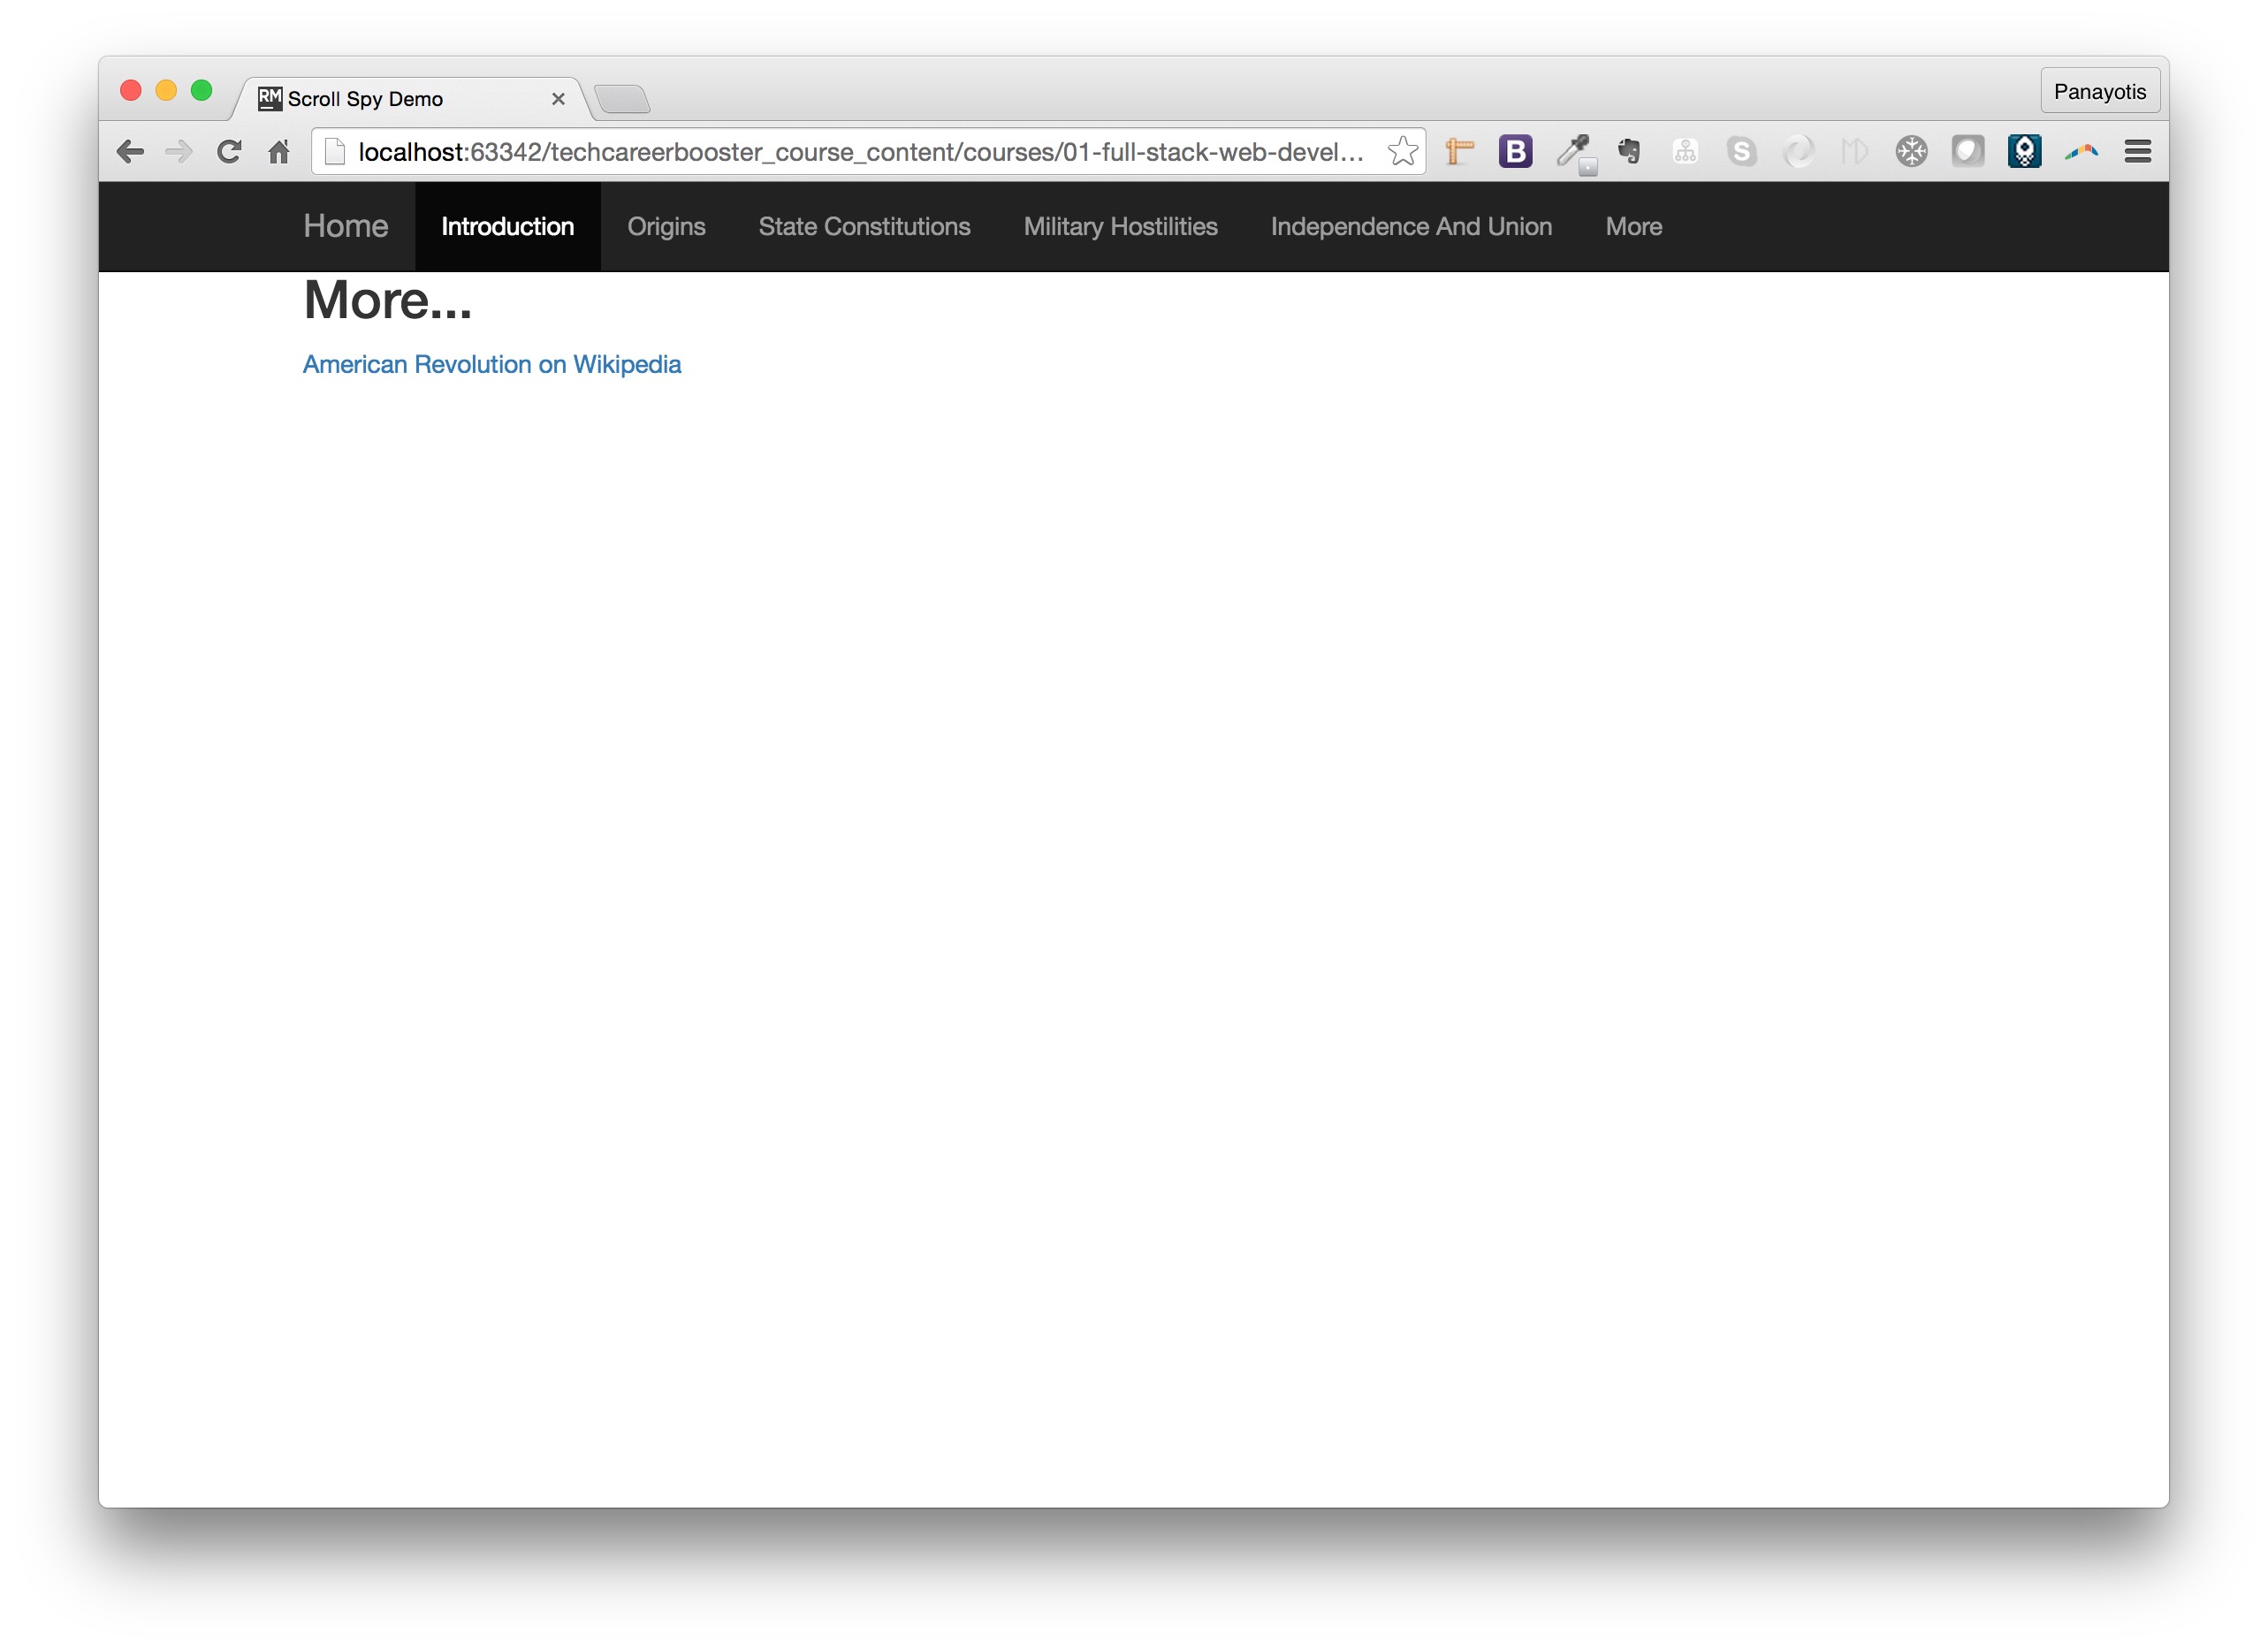 RM Scroll Spy Demo
Panayotis
localhost:63342/techcareerbooster_course_content/courses/01-full-stack-web-devel...
B
S
Home Introduction Origins State Constitutions Military Hostilities Independence And Union More
More...
American Revolution on Wikipedia